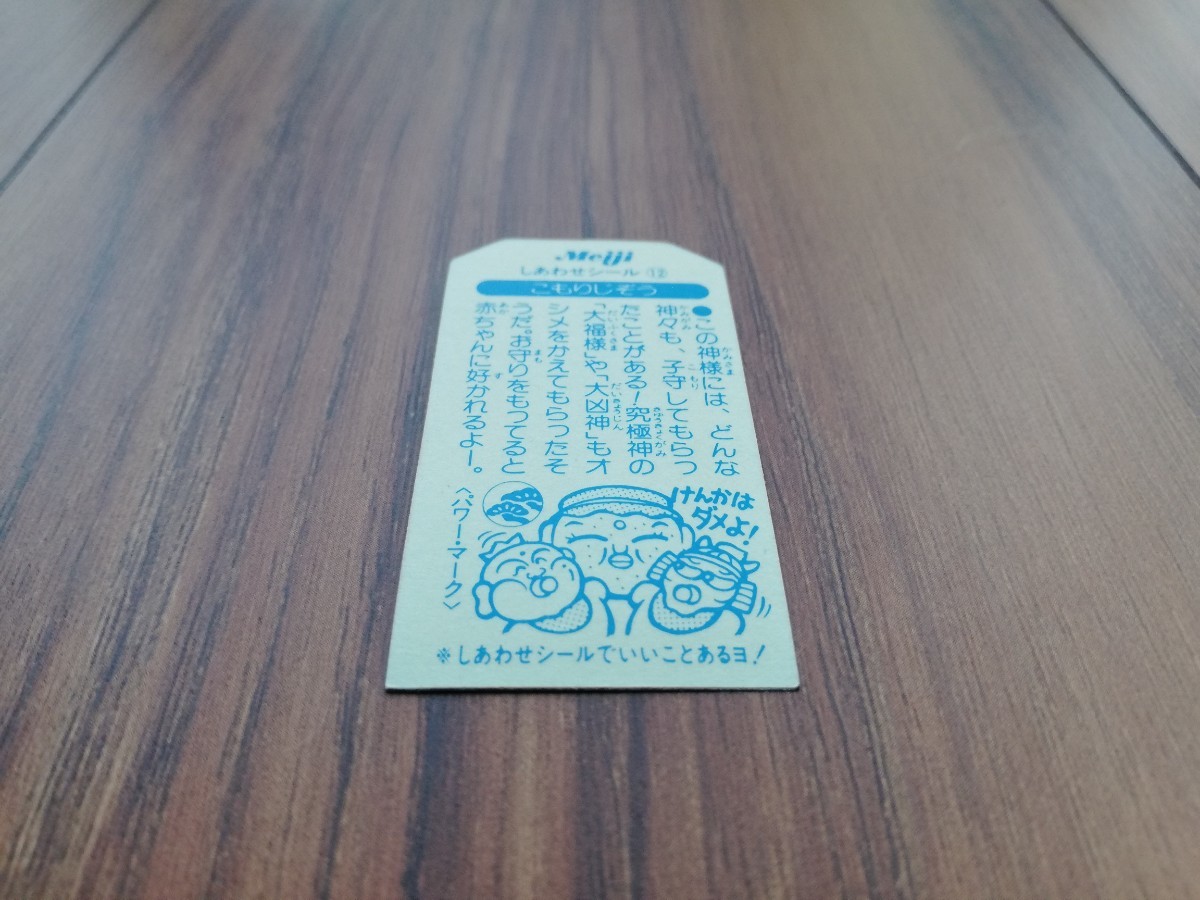 Meiji
しあわせシール ⑫
こもりじぞう
●この神様には、どんな
神々も、子守してもらっ
たことがある!究極神の
「大福様」や「大凶神」もオ
シメをかえてもらったそ
うだ。お守りをもってると
赤ちゃんに好かれるよー。
けんかは
ダメよ!
〈パワー・マーク〉
※しあわせシールでいいことあるヨ!